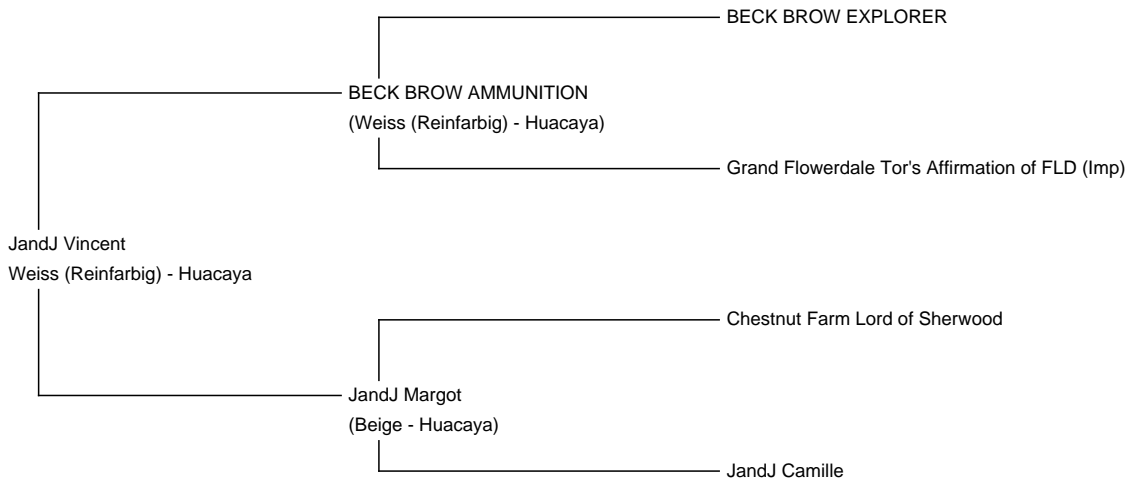 BECK BROW EXPLORER
BECK BROW AMMUNITION
(Weiss (Reinfarbig) - Huacaya)
Grand Flowerdale Tor's Affirmation of FLD (Imp)
JandJ Vincent
Weiss (Reinfarbig) - Huacaya
Chestnut Farm Lord of Sherwood
JandJ Margot
(Beige - Huacaya)
JandJ Camille